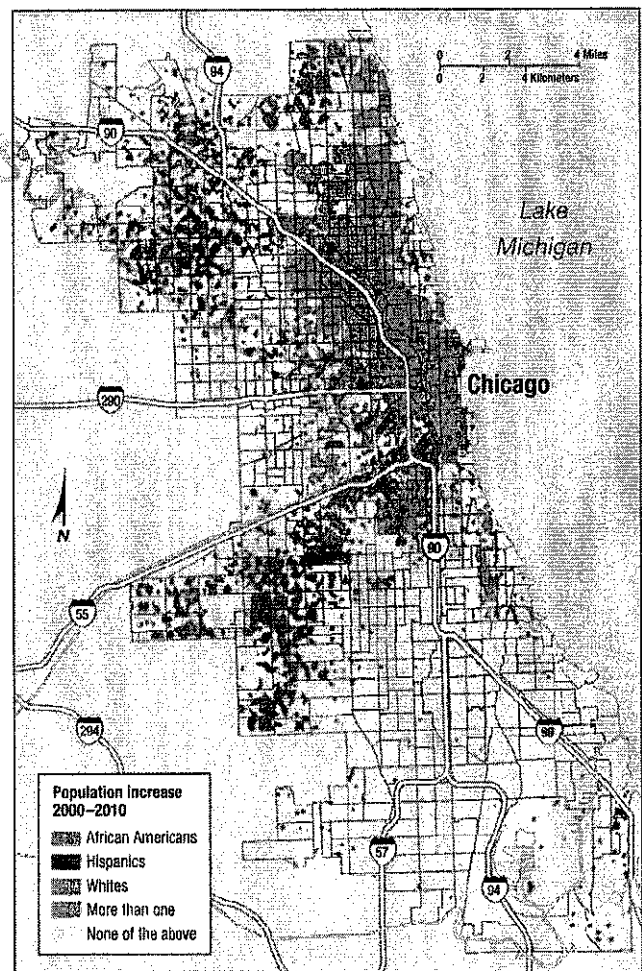 94
90
0 2 4 Miles
0 2 4 Kilometers
Lake
Michigan
Chicago
290
N
90
55
294
Population increase
2000–2010
African Americans
Hispanics
Whites
More than one
None of the above
57
94